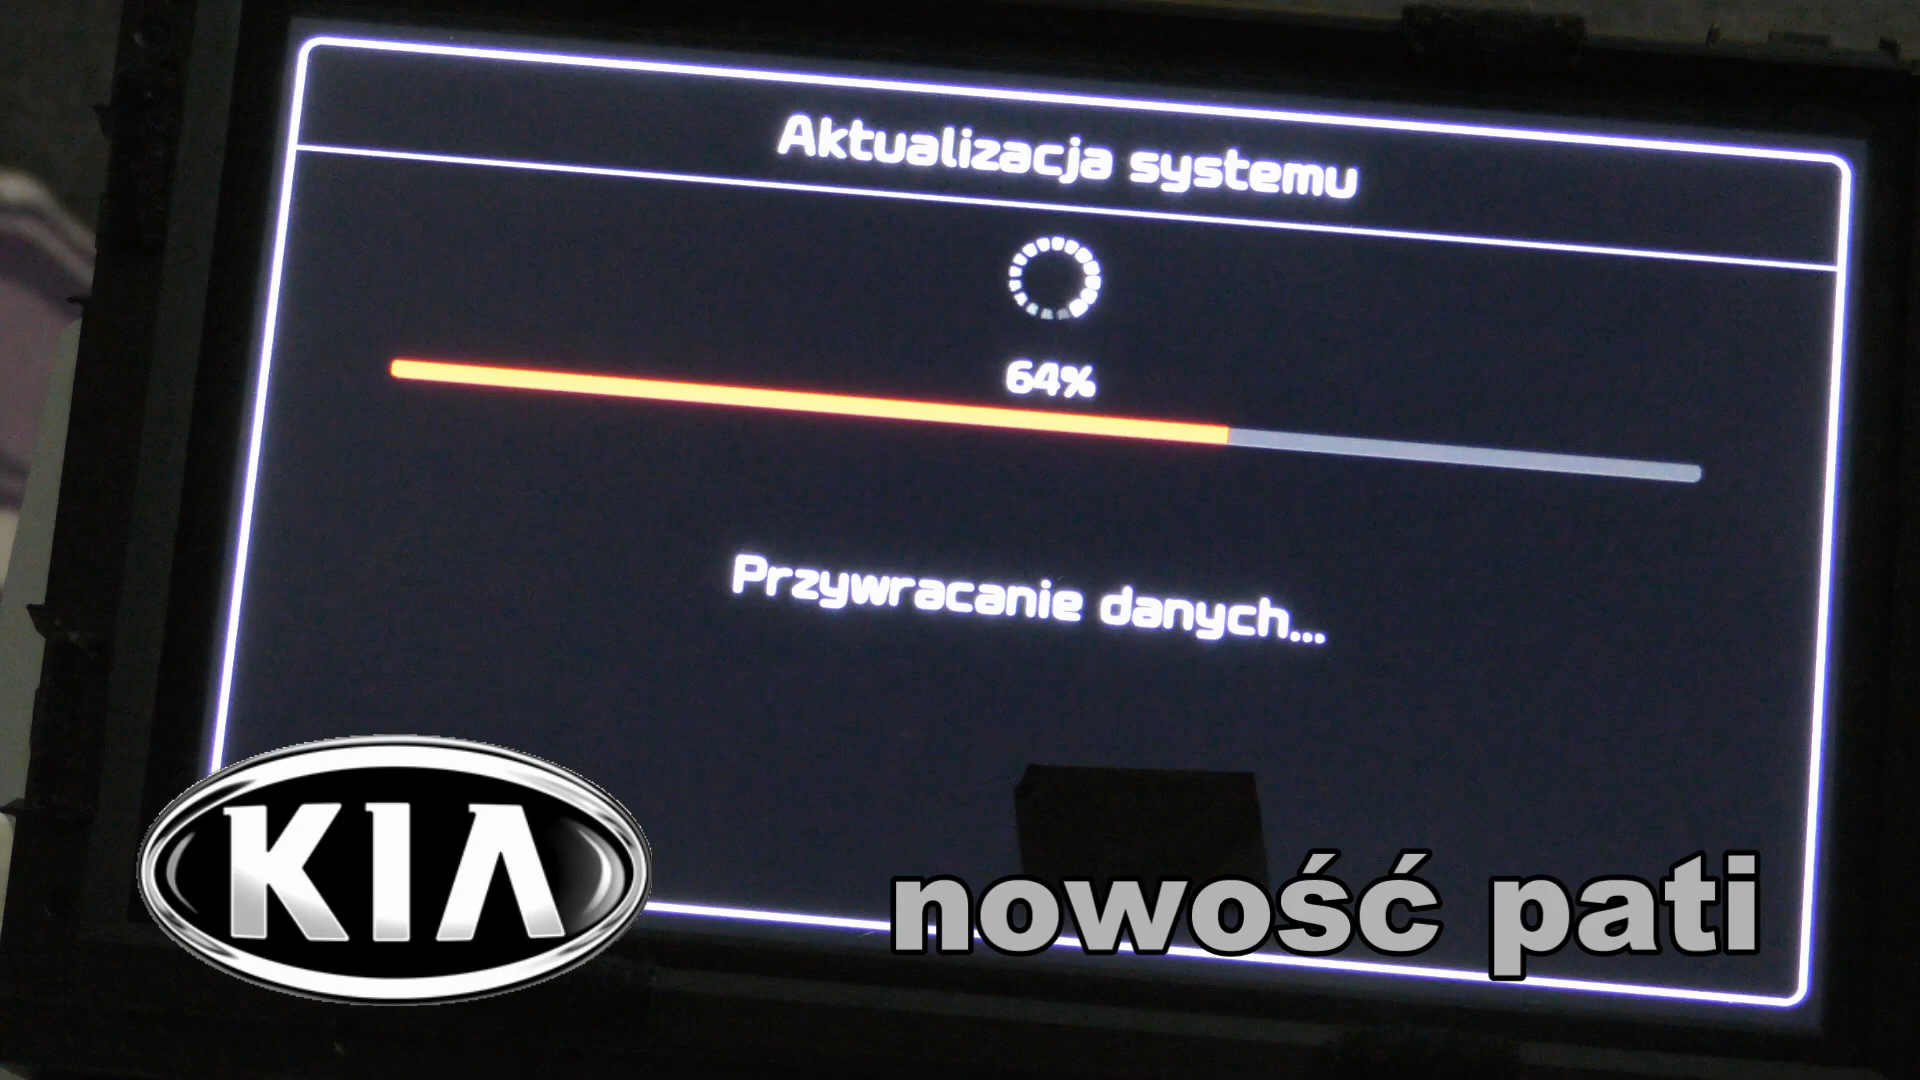 Aktualizacja systemu
64%
Przywracanie danych...
KIA
nowość pati